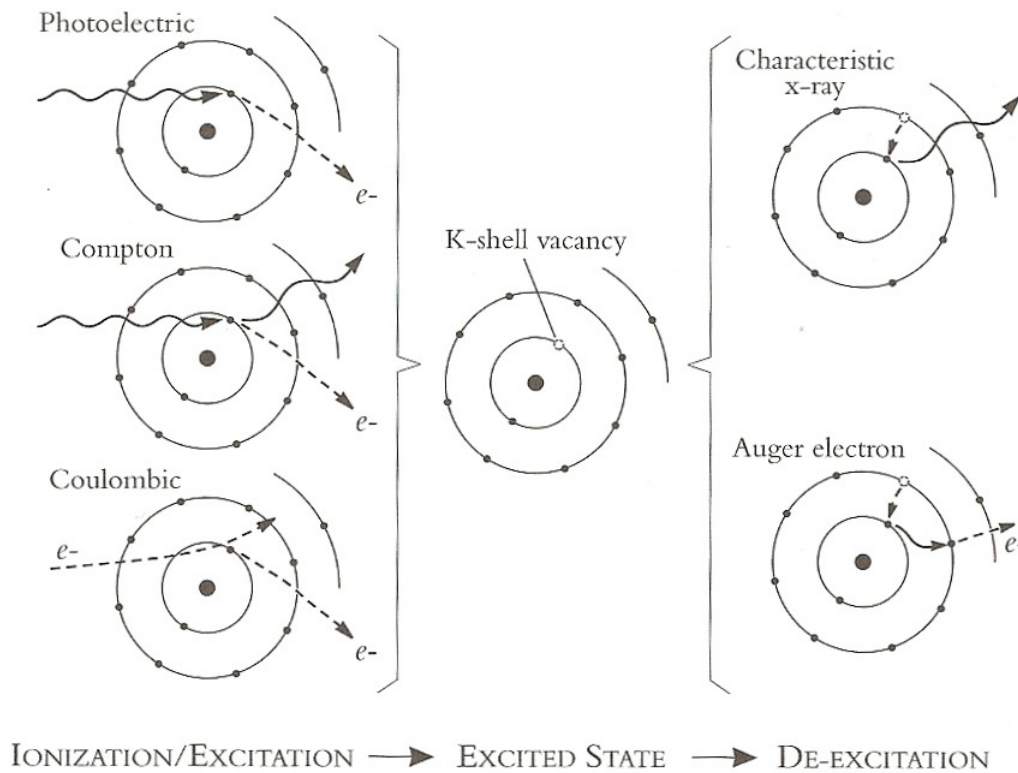 Photoelectric
e-
Compton
e-
Coulombic
e-
e-
K-shell vacancy
Characteristic
x-ray
Auger electron
e-
IONIZATION/EXCITATION → EXCITED STATE → DE-EXCITATION